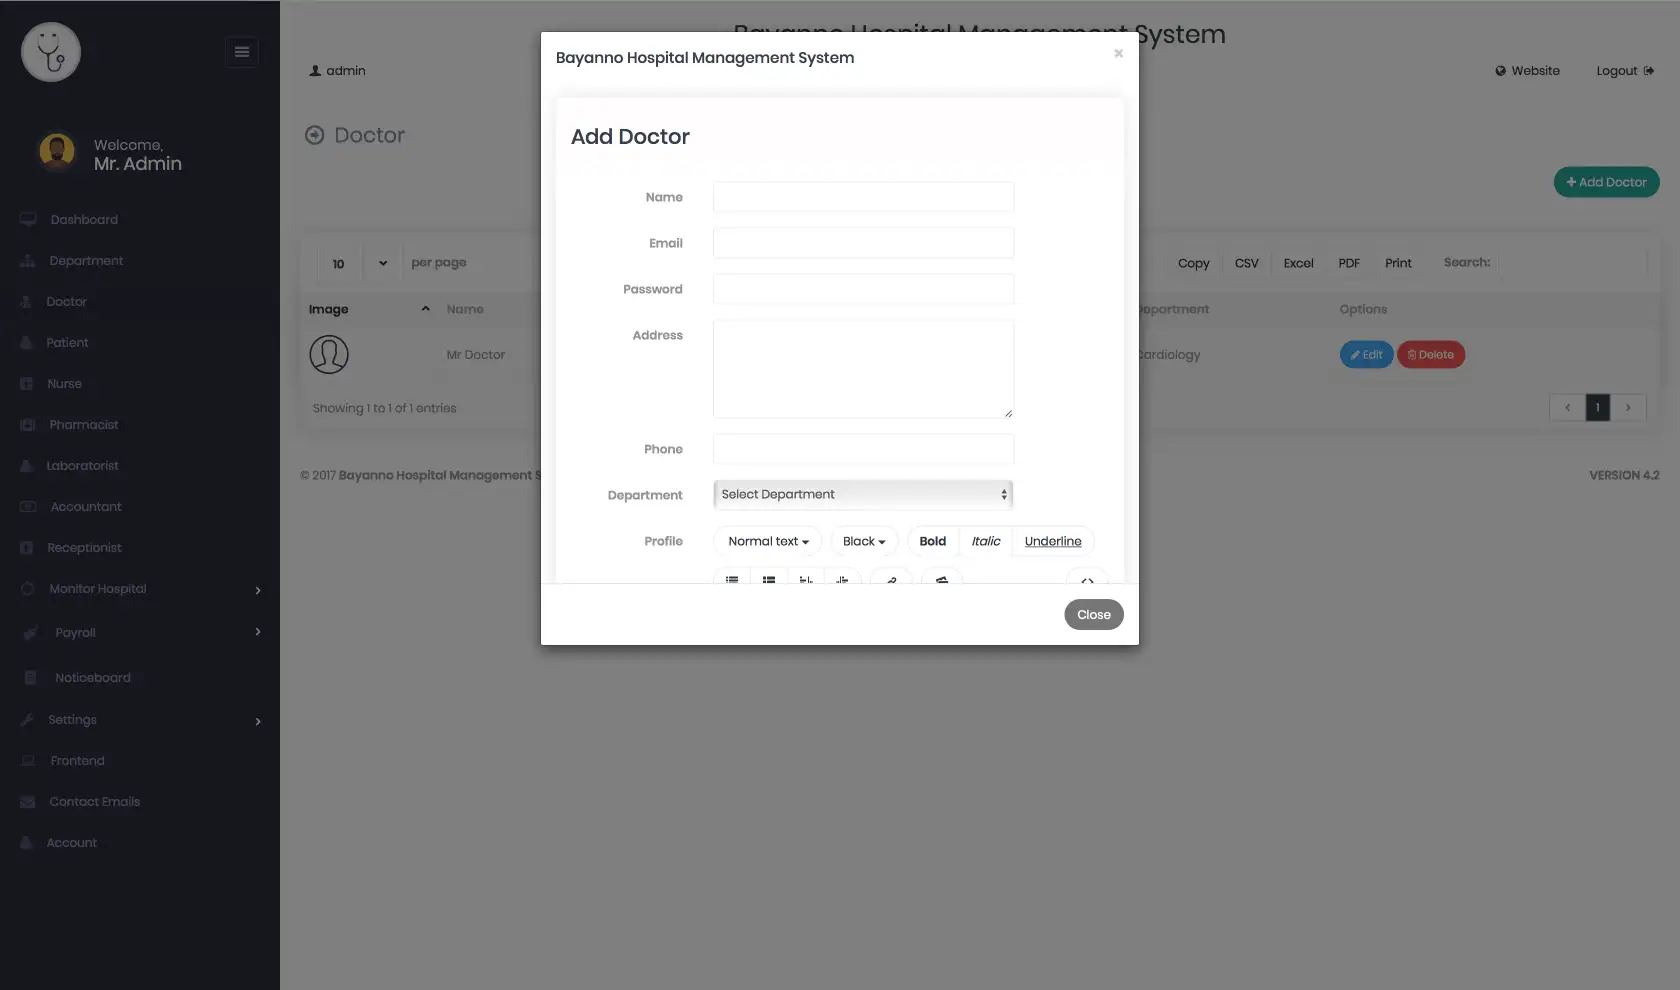 Bayanno Hospital Management System
admin
Website
Logout
Welcome,
Mr. Admin
Dashboard
Department
Doctor
Patient
Nurse
Pharmacist
Laboratorist
Accountant
Receptionist
Monitor Hospital
Payroll
Noticeboard
Settings
Frontend
Contact Emails
Account
Doctor
+ Add Doctor
10
per page
Copy
CSV
Excel
PDF
Print
Search:
Image
Name
Department
Options
Mr Doctor
Cardiology
Edit
Delete
Showing 1 to 1 of 1 entries
‹
1
›
© 2017 Bayanno Hospital Management S
VERSION 4.2
Bayanno Hospital Management System
×
Add Doctor
Name
Email
Password
Address
Phone
Department
Select Department
Profile
Normal text
Black
Bold
Italic
Underline
Close